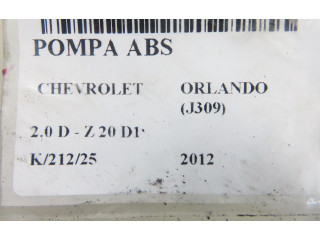 POMPA ABS
CHEVROLET ORLANDO
(J309)
2.0 D - Z 20 D1
K/212/25 2012